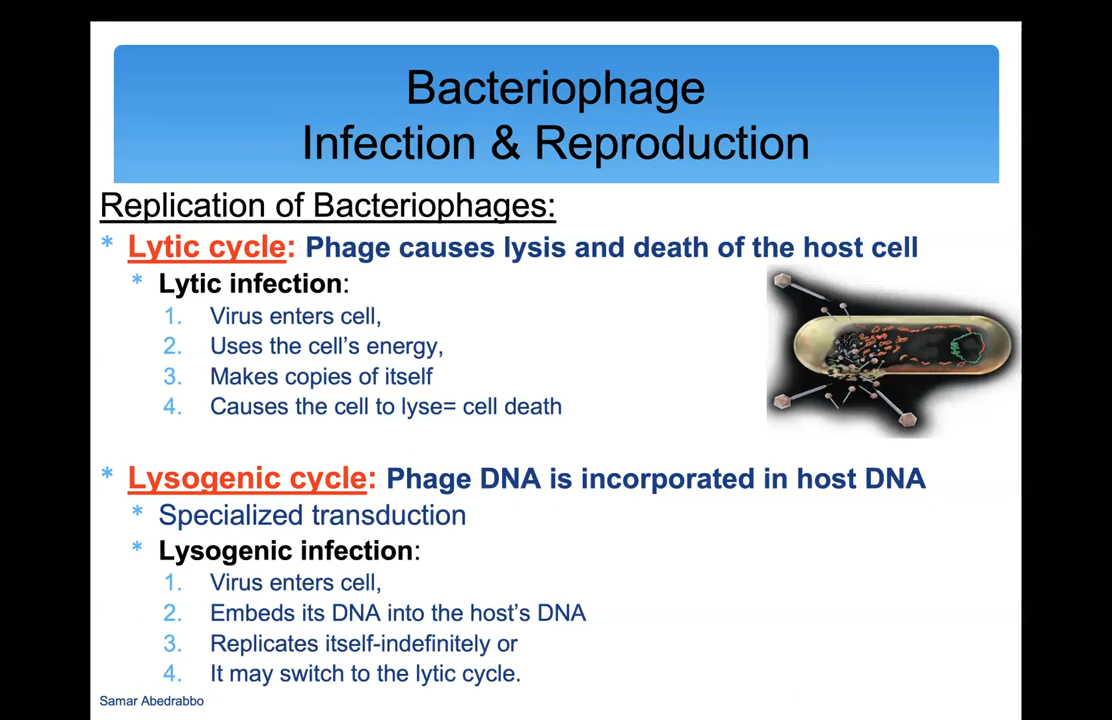 Bacteriophage
Infection & Reproduction
Replication of Bacteriophages:
* Lytic cycle: Phage causes lysis and death of the host cell
* Lytic infection:
1. Virus enters cell,
2. Uses the cell’s energy,
3. Makes copies of itself
4. Causes the cell to lyse= cell death
* Lysogenic cycle: Phage DNA is incorporated in host DNA
* Specialized transduction
* Lysogenic infection:
1. Virus enters cell,
2. Embeds its DNA into the host’s DNA
3. Replicates itself-indefinitely or
4. It may switch to the lytic cycle.
Samar Abedrabbo